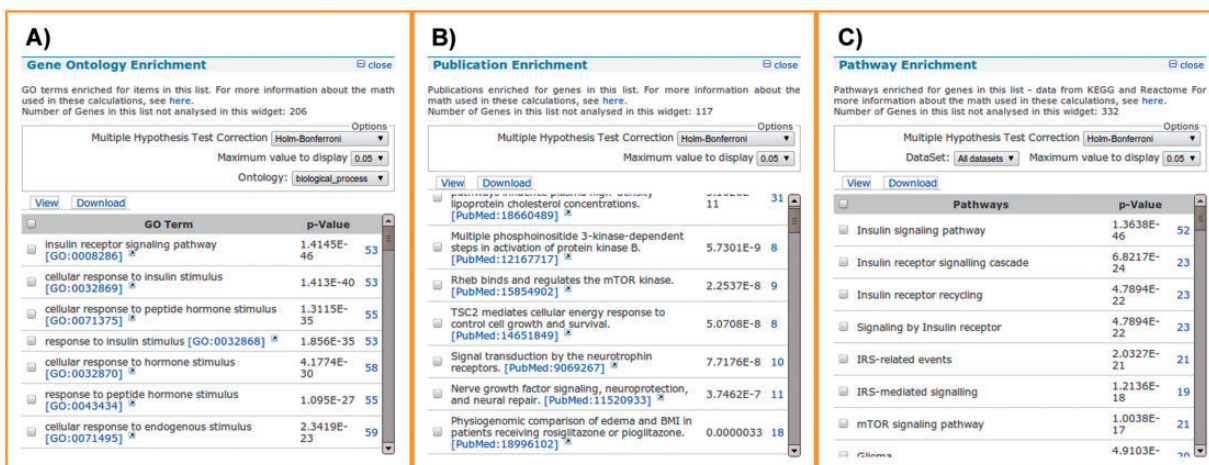 A)
Gene Ontology Enrichment
close
GO terms enriched for items in this list. For more information about the math
used in these calculations, see here.
Number of Genes in this list not analysed in this widget: 206
Options
Multiple Hypothesis Test Correction Holm-Bonferroni
Maximum value to display 0.05
Ontology: biological_process
View Download
GO Term p-Value
insulin receptor signaling pathway
[GO:0008286]
1.4145E-
46
53
cellular response to insulin stimulus
[GO:0032869]
1.413E-40 53
cellular response to peptide hormone stimulus
[GO:0071375]
1.3115E-
35
55
response to insulin stimulus [GO:0032868]
1.856E-35 53
cellular response to hormone stimulus
[GO:0032870]
4.1774E-
30
58
response to peptide hormone stimulus
[GO:0043434]
1.095E-27 55
cellular response to endogenous stimulus
[GO:0071495]
2.3419E-
23
59
B)
Publication Enrichment
close
Publications enriched for genes in this list. For more information about the
math used in these calculations, see here.
Number of Genes in this list not analysed in this widget: 117
Options
Multiple Hypothesis Test Correction Holm-Bonferroni
Maximum value to display 0.05
View Download
lipoprotein cholesterol concentrations.
[PubMed:18660489]
11
31
Multiple phosphoinositide 3-kinase-dependent
steps in activation of protein kinase B.
[PubMed:12167717]
5.7301E-9 8
Rheb binds and regulates the mTOR kinase.
[PubMed:15854902]
2.2537E-8 9
TSC2 mediates cellular energy response to
control cell growth and survival.
[PubMed:14651849]
5.0708E-8 8
Signal transduction by the neurotrophin
receptors. [PubMed:9069267]
7.7176E-8 10
Nerve growth factor signaling, neuroprotection,
and neural repair. [PubMed:11520933]
3.7462E-7 11
Physiogenomic comparison of edema and BMI in
patients receiving rosiglitazone or pioglitazone.
[PubMed:18996102]
0.0000033 18
C)
Pathway Enrichment
close
Pathways enriched for genes in this list - data from KEGG and Reactome For
more information about the math used in these calculations, see here.
Number of Genes in this list not analysed in this widget: 332
Options
Multiple Hypothesis Test Correction Holm-Bonferroni
DataSet: All datasets Maximum value to display 0.05
View Download
Pathways p-Value
Insulin signaling pathway
1.3638E-
46
52
Insulin receptor signalling cascade
6.8217E-
24
23
Insulin receptor recycling
4.7894E-
22
23
Signaling by Insulin receptor
4.7894E-
22
23
IRS-related events
2.0327E-
21
21
IRS-mediated signalling
1.2136E-
18
19
mTOR signaling pathway
1.0038E-
17
21
Glioma
4.9103E-
20